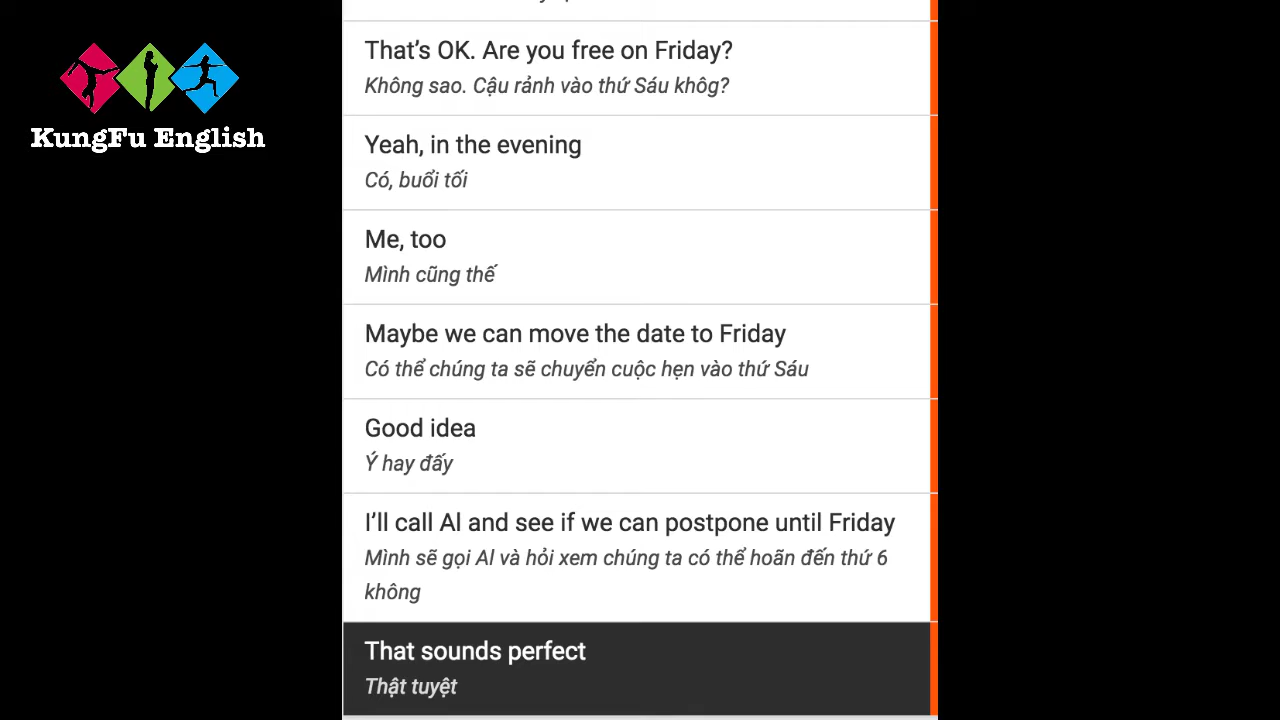 KungFu English
That's OK. Are you free on Friday?
Không sao. Cậu rảnh vào thứ Sáu khôg?
Yeah, in the evening
Có, buổi tối
Me, too
Mình cũng thế
Maybe we can move the date to Friday
Có thể chúng ta sẽ chuyển cuộc hẹn vào thứ Sáu
Good idea
Ý hay đấy
I'll call Al and see if we can postpone until Friday
Mình sẽ gọi Al và hỏi xem chúng ta có thể hoãn đến thứ 6
không
That sounds perfect
Thật tuyệt